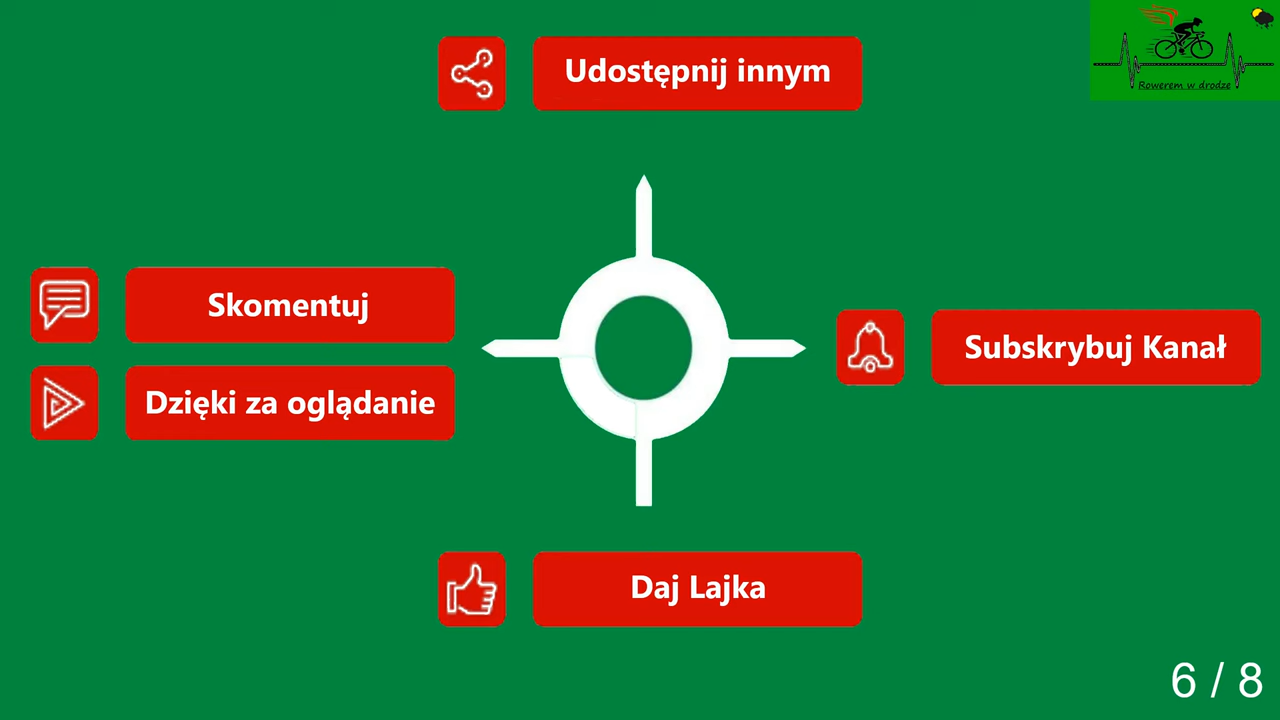 Udostępnij innym
Rowerem w drodze
Skomentuj
Subskrybuj Kanał
Dzięki za oglądanie
Daj Lajka
6 / 8